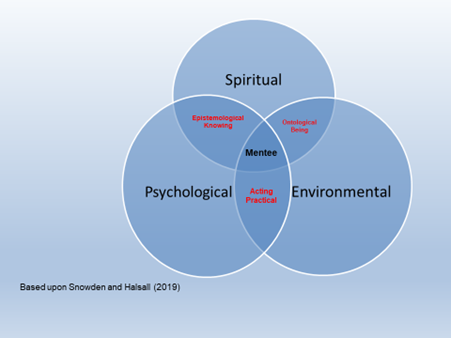 Spiritual
Epistemological
Knowing
Ontological
Being
Mentee
Psychological
Acting
Practical
Environmental
Based upon Snowden and Halsall (2019)